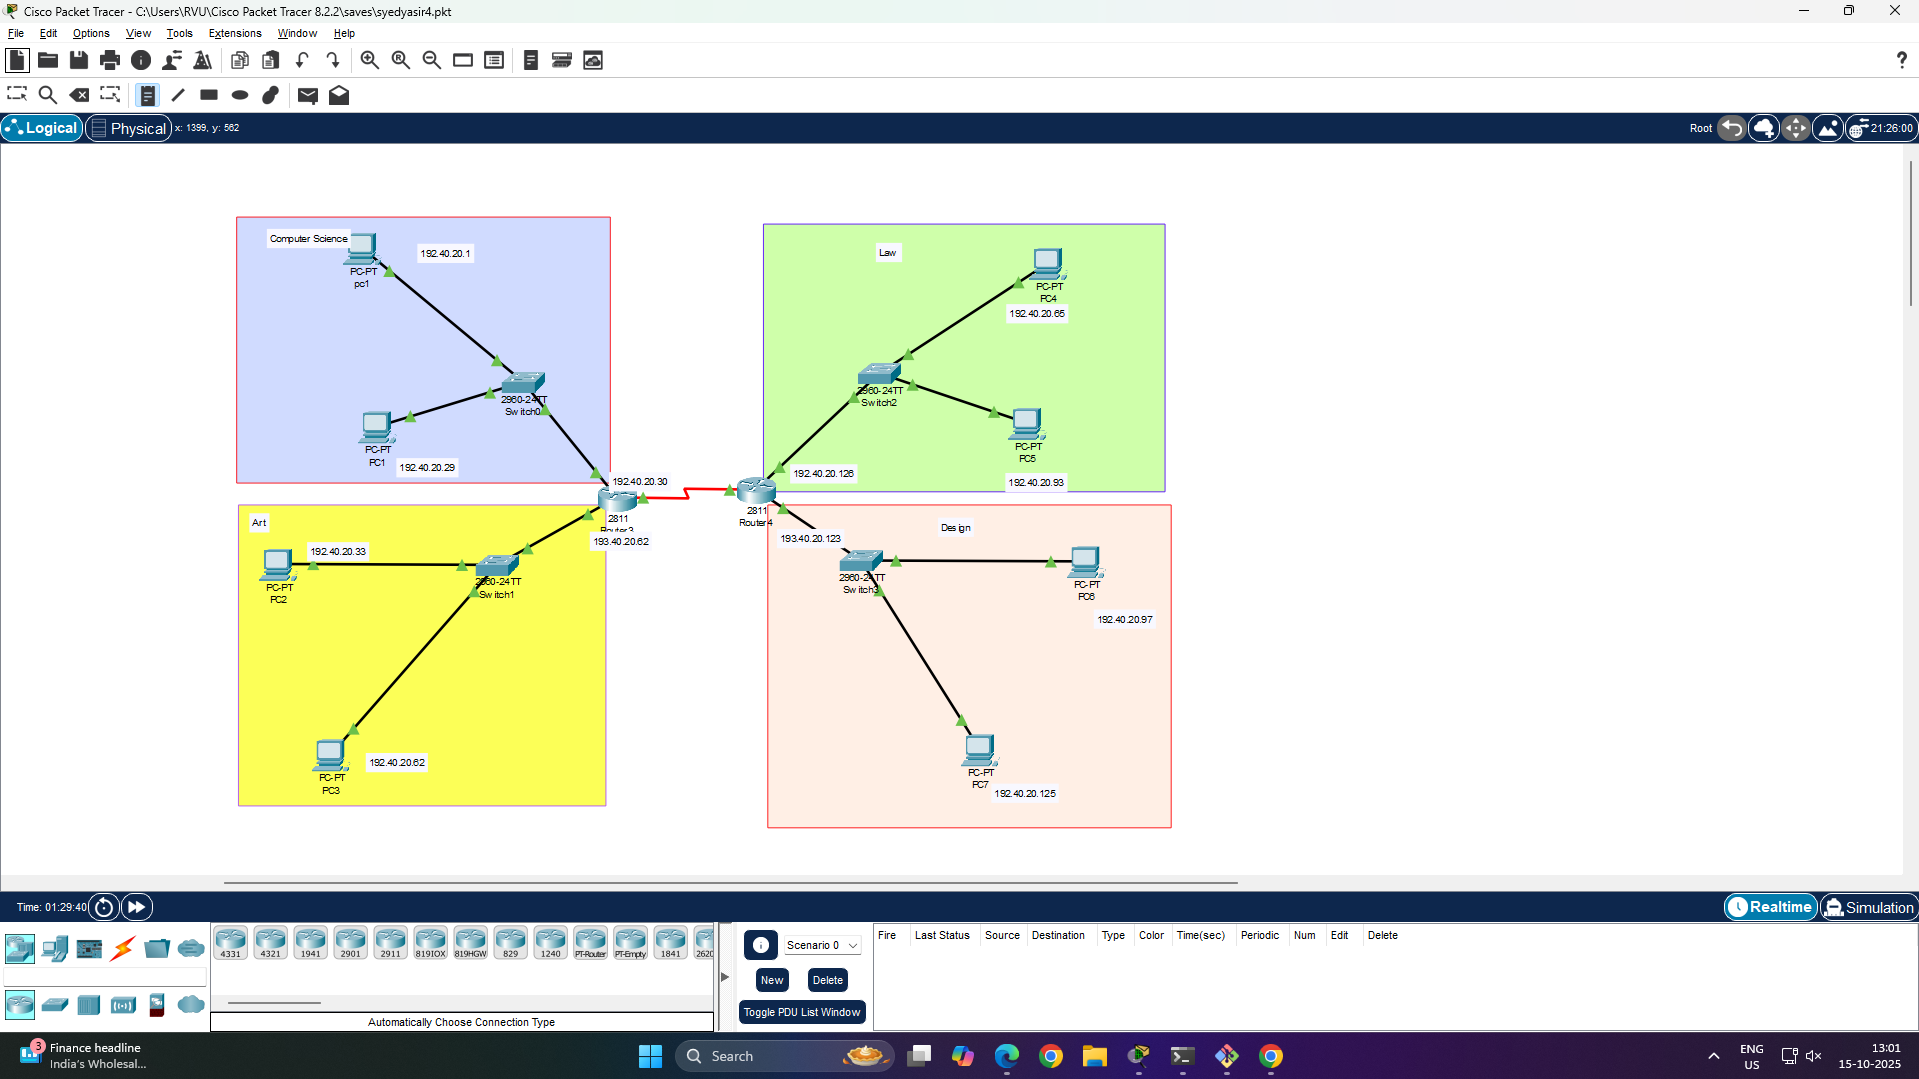 Cisco Packet Tracer - C:\Users\RVU\Cisco Packet Tracer 8.2.2\saves\syedyasir4.pkt
File Edit Options View Tools Extensions Window Help
Logical Physical x: 1399, y: 562
Root 21:26:00
Computer Science
192.40.20.1
PC-PT
pc1
2960-24TT
Switch0
PC-PT
PC1
192.40.20.29
192.40.20.30
Law
PC-PT
PC4
192.40.20.65
2960-24TT
Switch2
PC-PT
PC5
192.40.20.126
192.40.20.93
2811
Router3
193.40.20.62
2811
Router4
Art
192.40.20.33
PC-PT
PC2
2960-24TT
Switch1
PC-PT
PC3
192.40.20.62
193.40.20.123
Design
2960-24TT
Switch3
PC-PT
PC6
192.40.20.97
PC-PT
PC7
192.40.20.125
Time: 01:29:40
Realtime Simulation
4331 4321 1941 2901 2911 819IOX 819HGW 829 1240 PT-Router PT-Empty 1841 2620
Automatically Choose Connection Type
Scenario 0
New Delete
Toggle PDU List Window
Fire Last Status Source Destination Type Color Time(sec) Periodic Num Edit Delete
3
Finance headline
India's Wholesal...
Search
ENG
US
13:01
15-10-2025